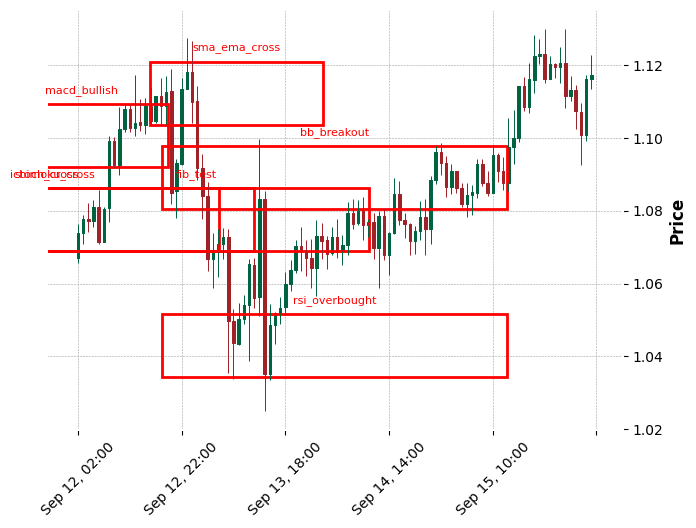 sma_ema_cross
1.12
macd_bullish
1.10
bb_breakout
fib_test
1.08
Price
1.06
rsi_overbought
1.04
1.02
Sep 12, 02:00
Sep 12, 22:00
Sep 13, 18:00
Sep 14, 14:00
Sep 15, 10:00